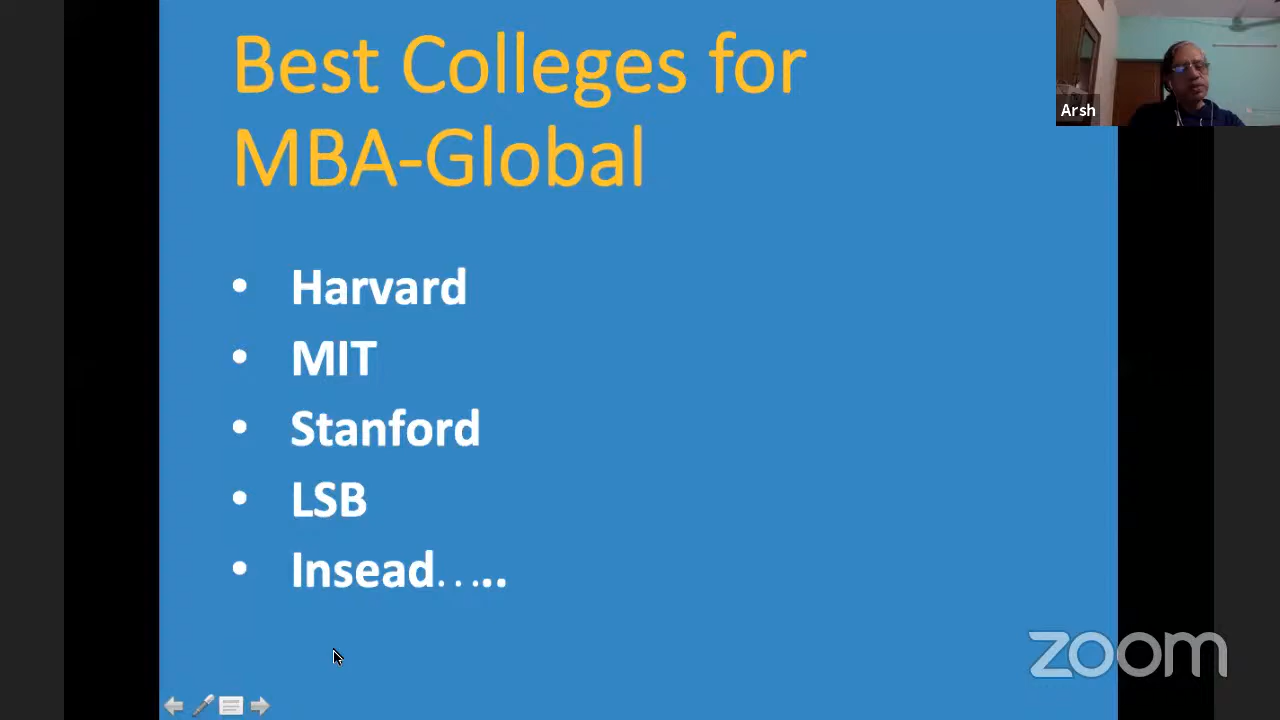 Best Colleges for
MBA-Global
• Harvard
• MIT
• Stanford
• LSB
• Insead…..
Arsh
zoom